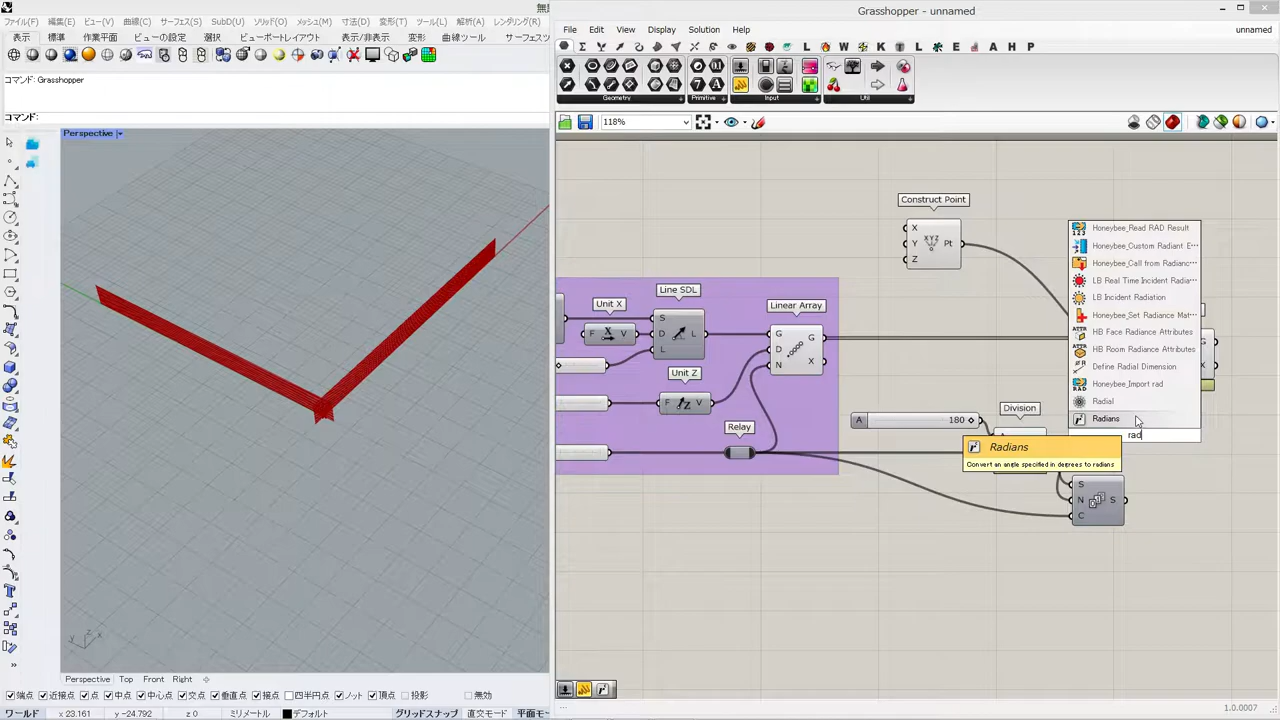 無題
Grasshopper - unnamed
ファイル(F) 編集(E) ビュー(V) 曲線(C) サーフェス(S) SubD(U) ソリッド(O) メッシュ(M) 寸法(D) 変形(T) ツール(L) 解析(A) レンダリング(R)
File Edit View Display Solution Help unnamed
表示 標準 作業平面 ビューの設定 選択 ビューポートレイアウト 表示/非表示 変形 曲線ツール サーフェス
L W K L E A H P
コマンド: Grasshopper
Geometry Primitive Input Util
コマンド:
118%
Perspective
Construct Point
X
Y Pt
Z
Honeybee_Read RAD Result
Honeybee_Custom Radiant E···
Honeybee_Call from Radianc···
LB Real Time Incident Radia···
LB Incident Radiation
Honeybee_Set Radiance Mat···
HB Face Radiance Attributes
HB Room Radiance Attributes
Define Radial Dimension
Honeybee_Import rad
Radial
Radians
rad
Radians
Convert an angle specified in degrees to radians
Unit X
Line SDL
Linear Array
F V
S
D L
L
G G
D
N X
Unit Z
F V
Relay
A 180
Division
A
S
N S
C
Perspective Top Front Right
端点 近接点 点 中点 中心点 交点 垂直点 接点 四半円点 ノット 頂点 投影 無効
ワールド x 23.161 y -24.792 z 0 ミリメートル デフォルト グリッドスナップ 直交モード 平面モー
1.0.0007